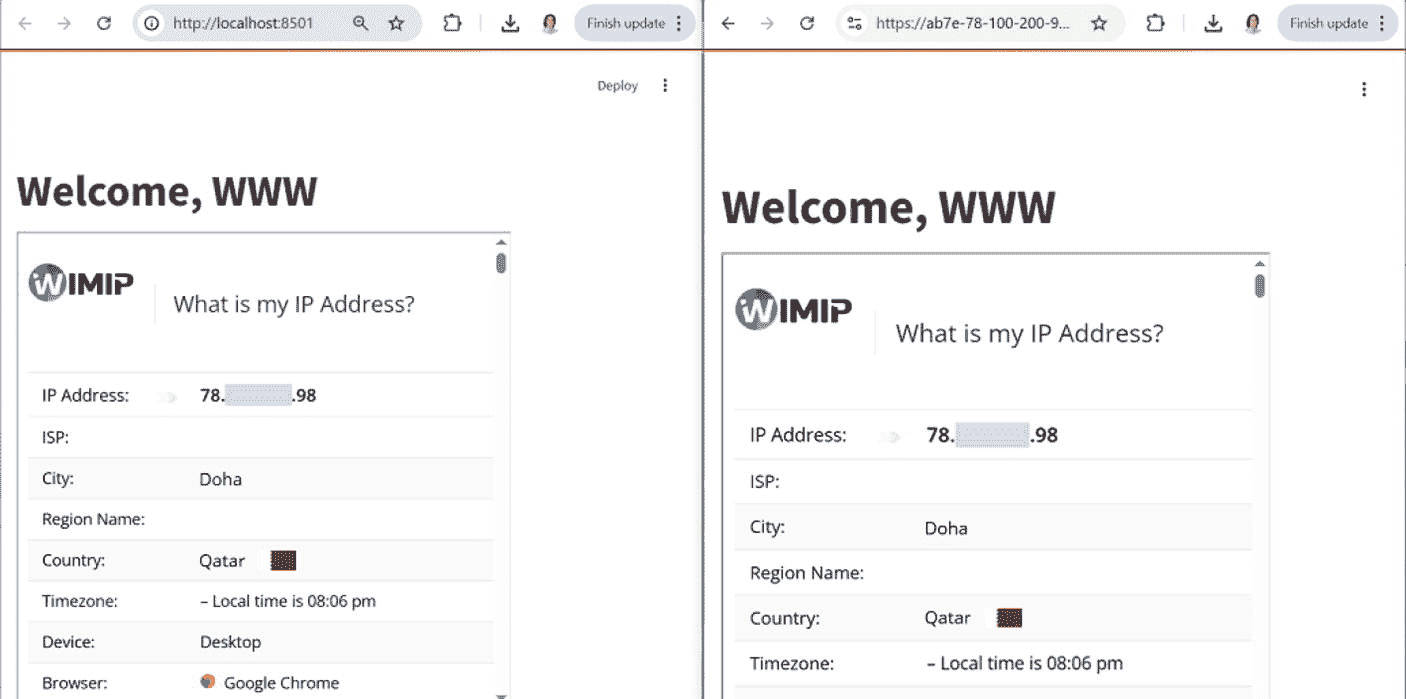 http://localhost:8501
Finish update
Deploy
Welcome, WWW
WIMIP
What is my IP Address?
IP Address: 78. .98
ISP:
City: Doha
Region Name:
Country: Qatar
Timezone: – Local time is 08:06 pm
Device: Desktop
Browser: Google Chrome
https://ab7e-78-100-200-9...
Finish update
Welcome, WWW
WIMIP
What is my IP Address?
IP Address: 78. .98
ISP:
City: Doha
Region Name:
Country: Qatar
Timezone: – Local time is 08:06 pm